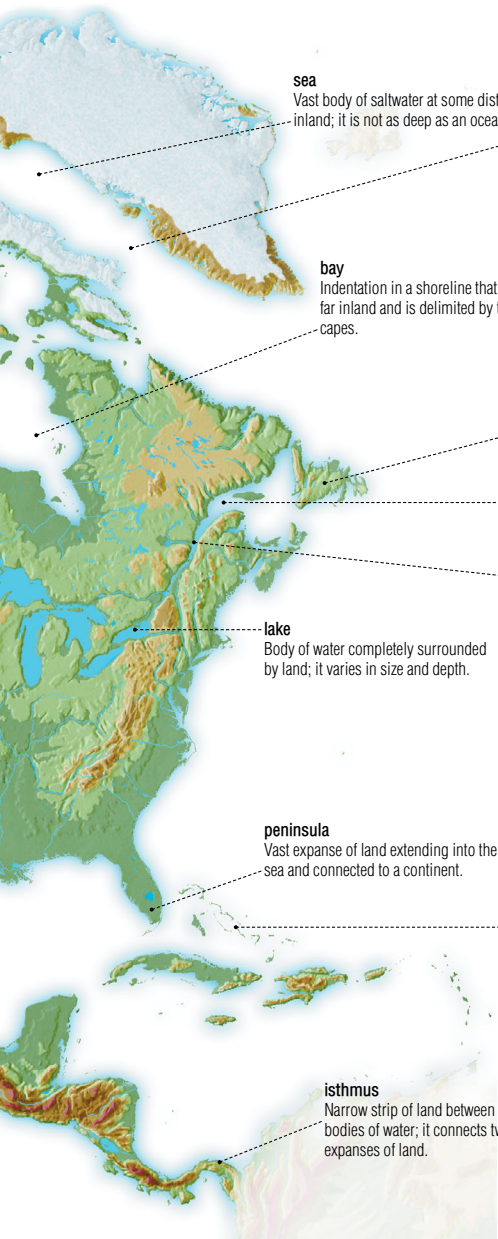 sea
Vast body of saltwater at some dist
inland; it is not as deep as an ocea
bay
Indentation in a shoreline that
far inland and is delimited by
capes.
lake
Body of water completely surrounded
by land; it varies in size and depth.
peninsula
Vast expanse of land extending into the
sea and connected to a continent.
isthmus
Narrow strip of land between
bodies of water; it connects tw
expanses of land.